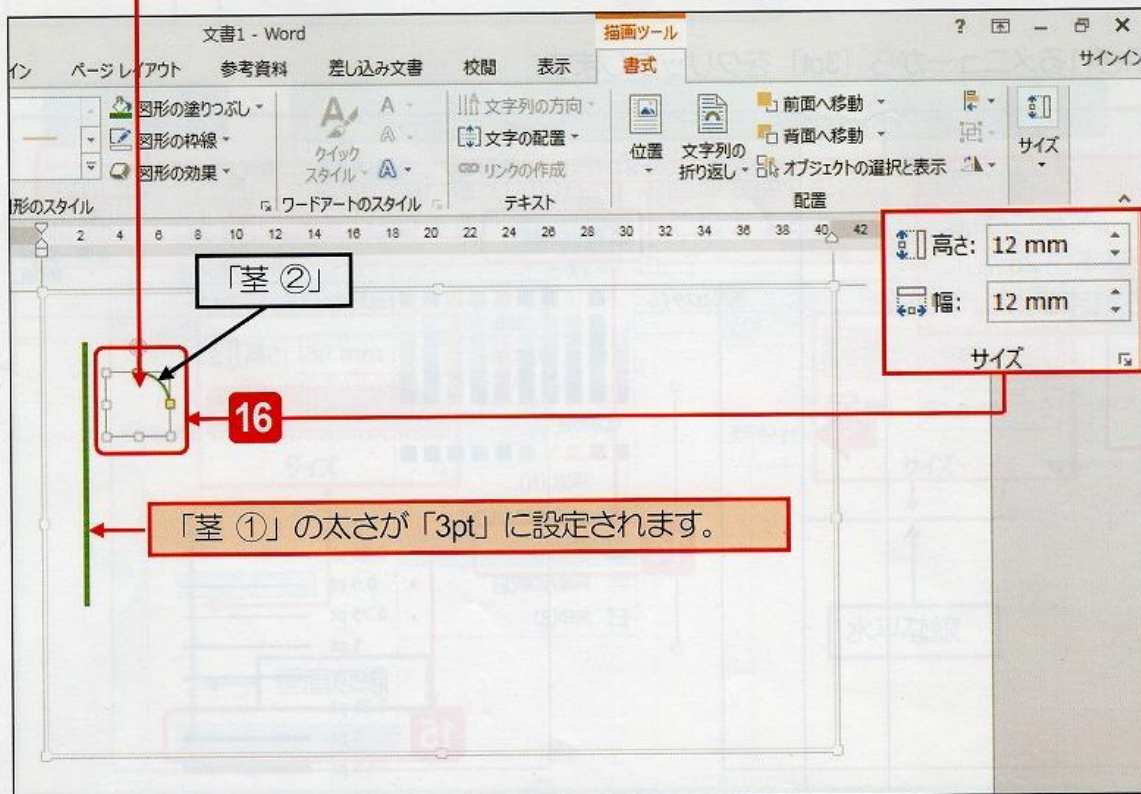 文書1 - Word
描画ツール
?
イン ページ レイアウト 参考資料 差し込み文書 校閲 表示 書式 サインイン
図形の塗りつぶし
図形の枠線
図形の効果
クイック
スタイル
文字列の方向
文字の配置
リンクの作成
位置
文字列の
折り返し
前面へ移動
背面へ移動
オブジェクトの選択と表示
サイズ
形のスタイル ワードアートのスタイル テキスト 配置
2 4 6 8 10 12 14 16 18 20 22 24 26 28 30 32 34 36 38 40 42
高さ: 12 mm
幅: 12 mm
サイズ
「茎 ②」
16
「茎 ①」の太さが「3pt」に設定されます。